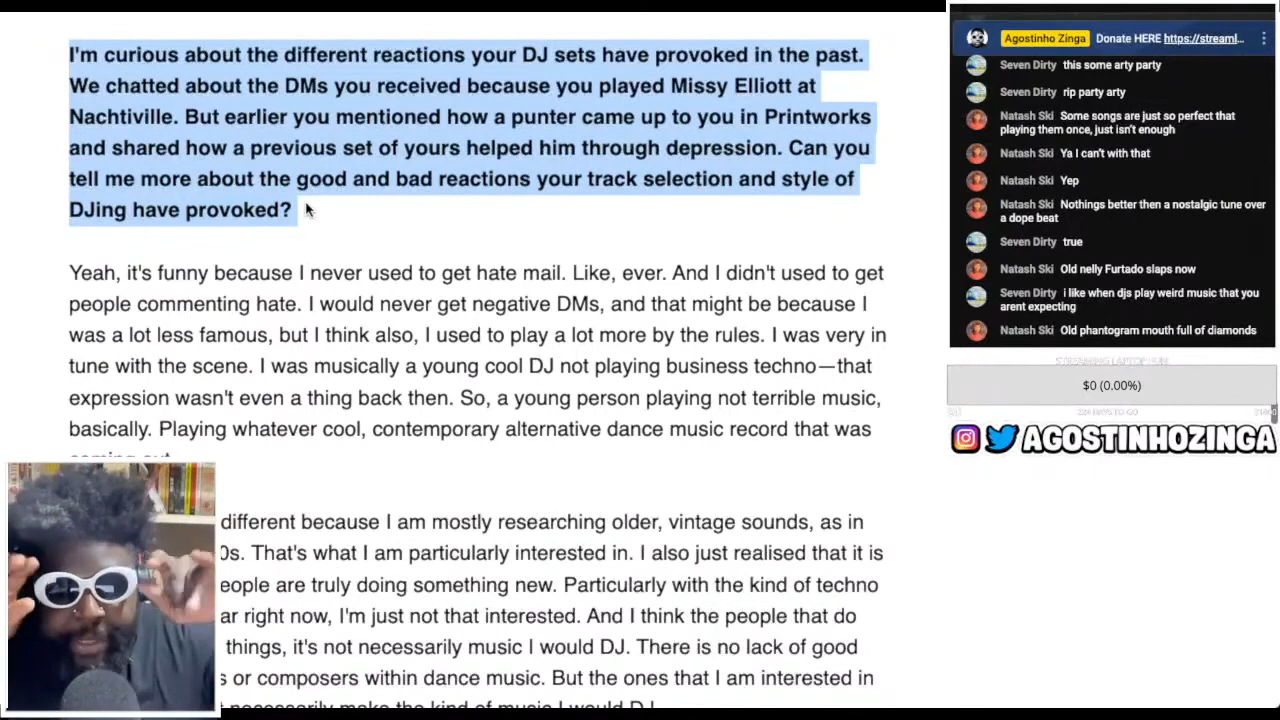 I'm curious about the different reactions your DJ sets have provoked in the past.
We chatted about the DMs you received because you played Missy Elliott at
Nachtiville. But earlier you mentioned how a punter came up to you in Printworks
and shared how a previous set of yours helped him through depression. Can you
tell me more about the good and bad reactions your track selection and style of
DJing have provoked?
Yeah, it's funny because I never used to get hate mail. Like, ever. And I didn't used to get
people commenting hate. I would never get negative DMs, and that might be because I
was a lot less famous, but I think also, I used to play a lot more by the rules. I was very in
tune with the scene. I was musically a young cool DJ not playing business techno—that
expression wasn't even a thing back then. So, a young person playing not terrible music,
basically. Playing whatever cool, contemporary alternative dance music record that was
coming out
different because I am mostly researching older, vintage sounds, as in
0s. That's what I am particularly interested in. I also just realised that it is
eople are truly doing something new. Particularly with the kind of techno
ar right now, I'm just not that interested. And I think the people that do
things, it's not necessarily music I would DJ. There is no lack of good
s or composers within dance music. But the ones that I am interested in
necessarily make the kind of music I would DJ
Agostinho Zinga Donate HERE https://streaml...
Seven Dirty this some arty party
Seven Dirty rip party arty
Natash Ski Some songs are just so perfect that
playing them once, just isn't enough
Natash Ski Ya I can't with that
Natash Ski Yep
Natash Ski Nothings better then a nostalgic tune over
a dope beat
Seven Dirty true
Natash Ski Old nelly Furtado slaps now
Seven Dirty i like when djs play weird music that you
arent expecting
Natash Ski Old phantogram mouth full of diamonds
$0 (0.00%)
AGOSTINHOZINGA